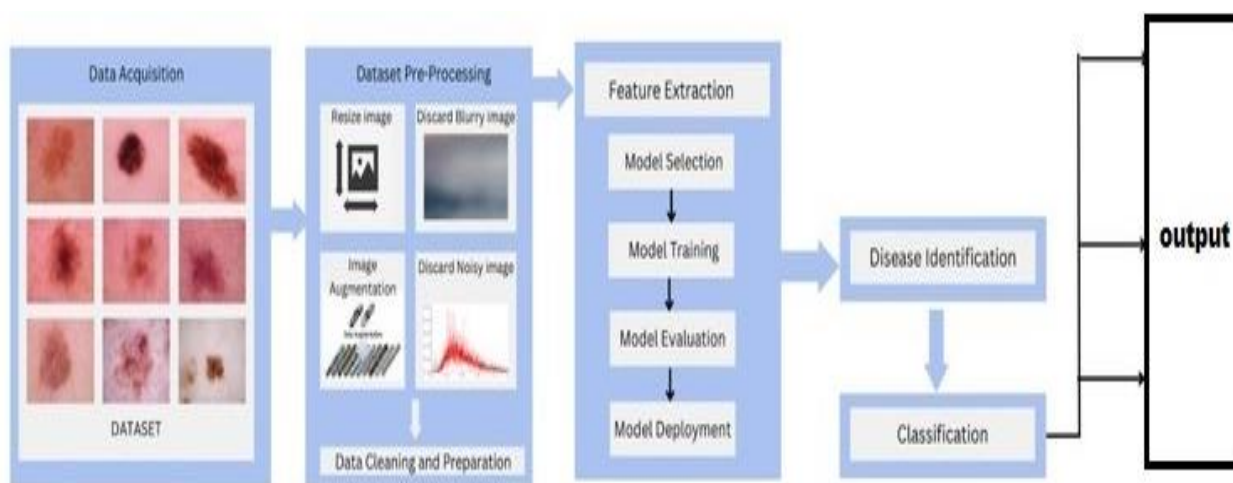 Data Acquisition
DATASET
Dataset Pre-Processing
Resize image
Discard Blurry image
Image
Augmentation
Discard Noisy image
Data Cleaning and Preparation
Feature Extraction
Model Selection
Model Training
Model Evaluation
Model Deployment
Disease Identification
Classification
output